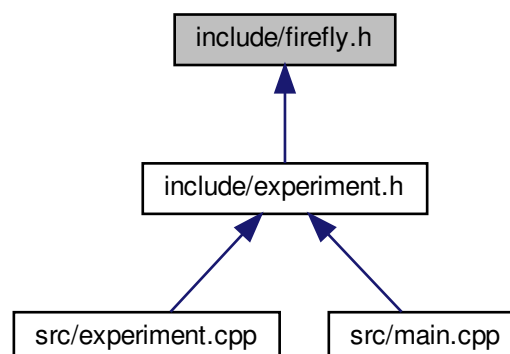 include/firefly.h
include/experiment.h
src/experiment.cpp
src/main.cpp